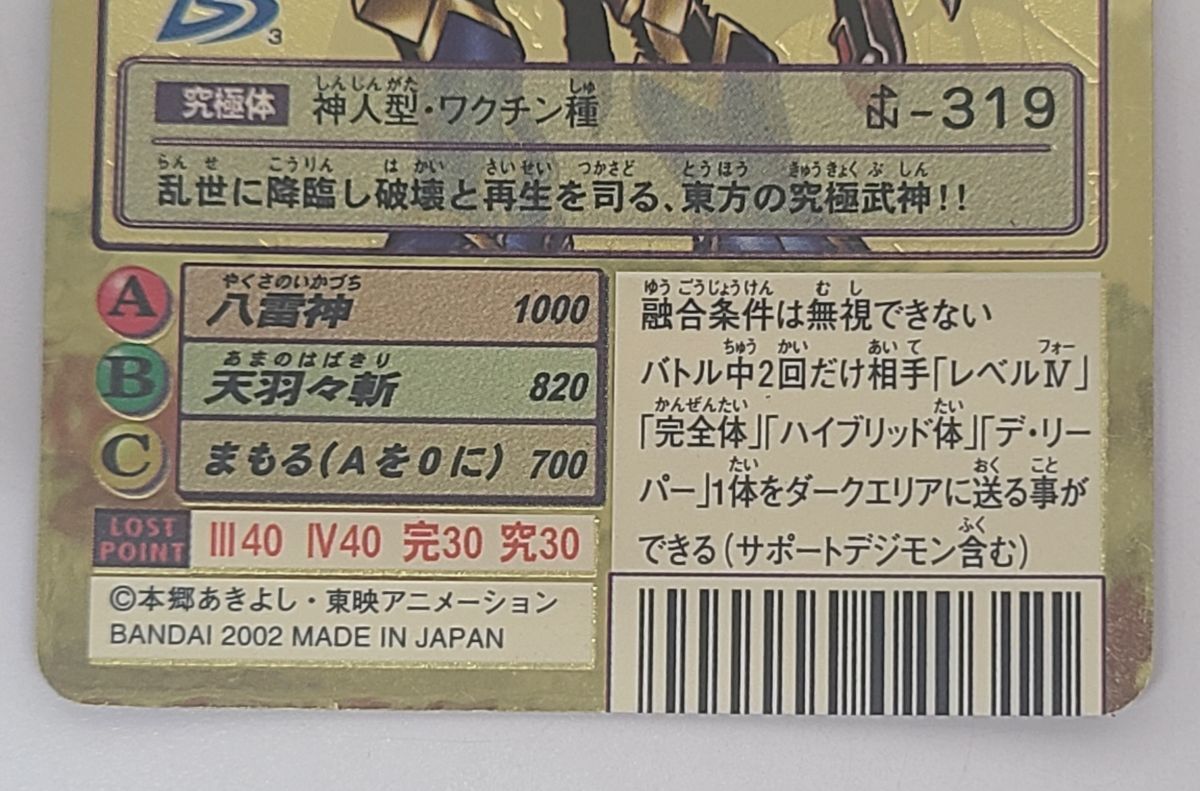 3
究極体 神人型・ワクチン種 -319
しんじんがた しゅ
らんせ こうりん はかい さいせい つかさど とうほう きゅうきょくぶしん
乱世に降臨し破壊と再生を司る、東方の究極武神!!
A やくさのいかづち
八雷神 1000
B あまのはばきり
天羽々斬 820
C まもる(Aを0に) 700
LOST POINT Ⅲ40 Ⅳ40 完30 究30
©本郷あきよし・東映アニメーション
BANDAI 2002 MADE IN JAPAN
ゆうごうじょうけん むし
融合条件は無視できない
ちゅう かい あいて フォー
バトル中2回だけ相手「レベルⅣ」
かんぜんたい たい
「完全体」「ハイブリッド体」「デ・リー
たい おく こと
パー」1体をダークエリアに送る事が
ふく
できる(サポートデジモン含む)